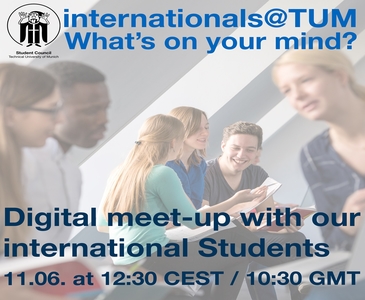 internationals@TUM
What's on your mind?
Student Council
Technical University of Munich
Digital meet-up with our
international Students
11.06. at 12:30 CEST / 10:30 GMT